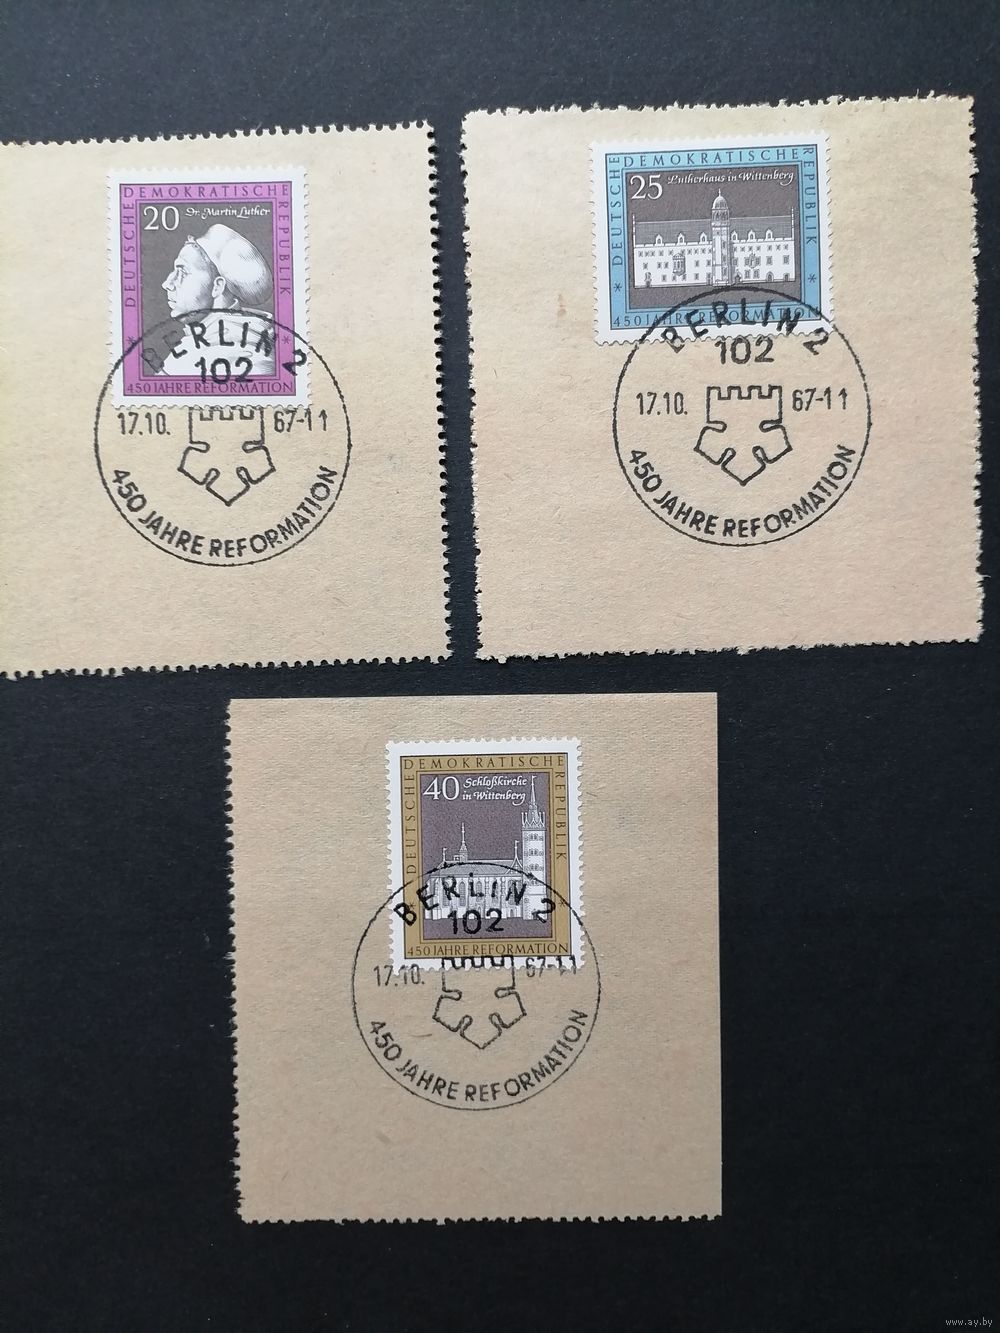 DEUTSCHE DEMOKRATISCHE REPUBLIK
20 Dr. Martin Luther
450 JAHRE REFORMATION
BERLIN 2
102
17.10. 67-11
450 JAHRE REFORMATION
DEUTSCHE DEMOKRATISCHE REPUBLIK
25 Lutherhaus in Wittenberg
450 JAHRE REFORMATION
BERLIN 2
102
17.10. 67-11
450 JAHRE REFORMATION
DEUTSCHE DEMOKRATISCHE REPUBLIK
40 Schloßkirche
in Wittenberg
450 JAHRE REFORMATION
BERLIN 2
102
17.10. 67-11
450 JAHRE REFORMATION
www.ay.by